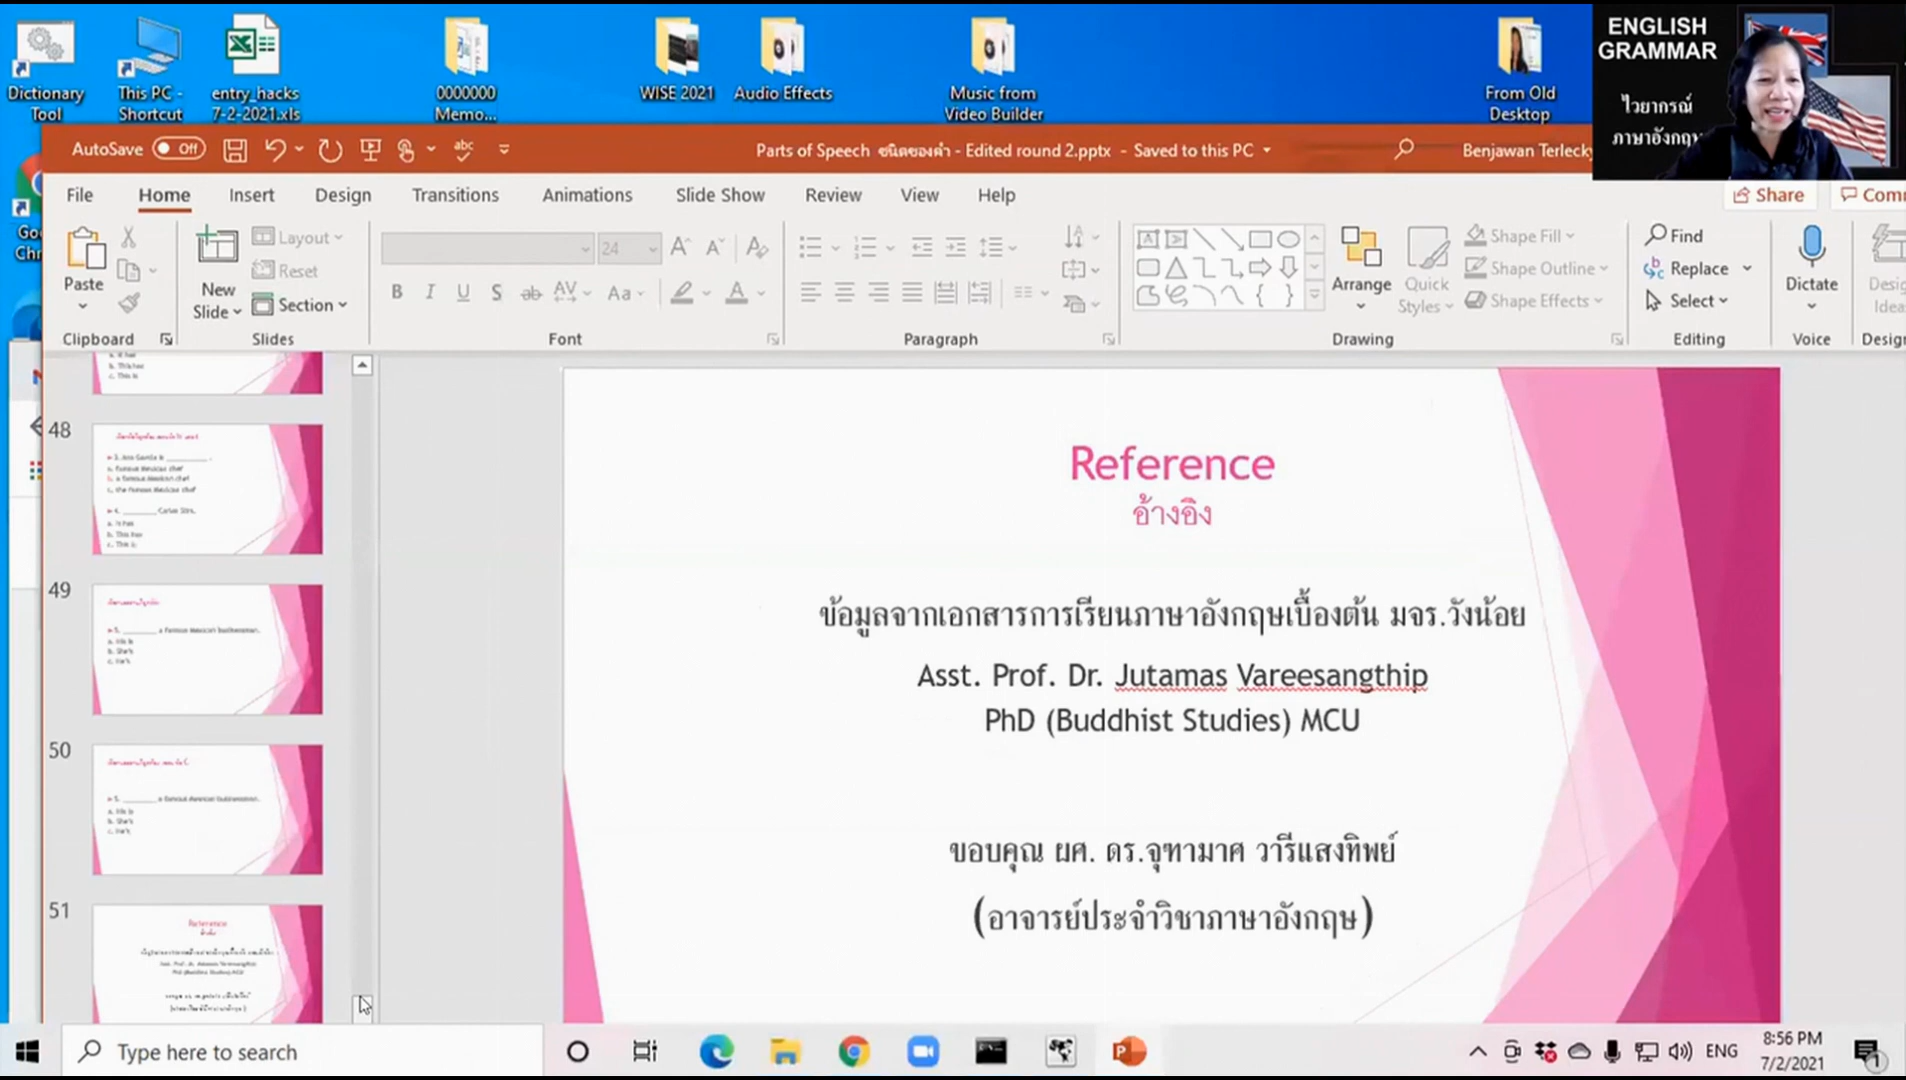 Dictionary
Tool
This PC -
Shortcut
entry_hacks
7-2-2021.xls
0000000
Memo...
WISE 2021
Audio Effects
Music from
Video Builder
From Old
Desktop
ENGLISH
GRAMMAR
ไวยากรณ์
ภาษาอังกฤษ
AutoSave Off
Parts of Speech ชนิดของคำ - Edited round 2.pptx - Saved to this PC
Benjawan Terlecky
File Home Insert Design Transitions Animations Slide Show Review View Help
Share
Paste
New
Slide
Layout
Reset
Section
24
Shape Fill
Shape Outline
Shape Effects
Arrange
Quick
Styles
Find
Replace
Select
Dictate
Clipboard
Slides
Font
Paragraph
Drawing
Editing
Voice
48
49
50
51
Reference
อ้างอิง
ข้อมูลจากเอกสารการเรียนภาษาอังกฤษเบื้องต้น มจร.วังน้อย
Asst. Prof. Dr. Jutamas Vareesangthip
PhD (Buddhist Studies) MCU
ขอบคุณ ผศ. ดร.จุฑามาศ วารีแสงทิพย์
(อาจารย์ประจำวิชาภาษาอังกฤษ)
Type here to search
ENG
8:56 PM
7/2/2021